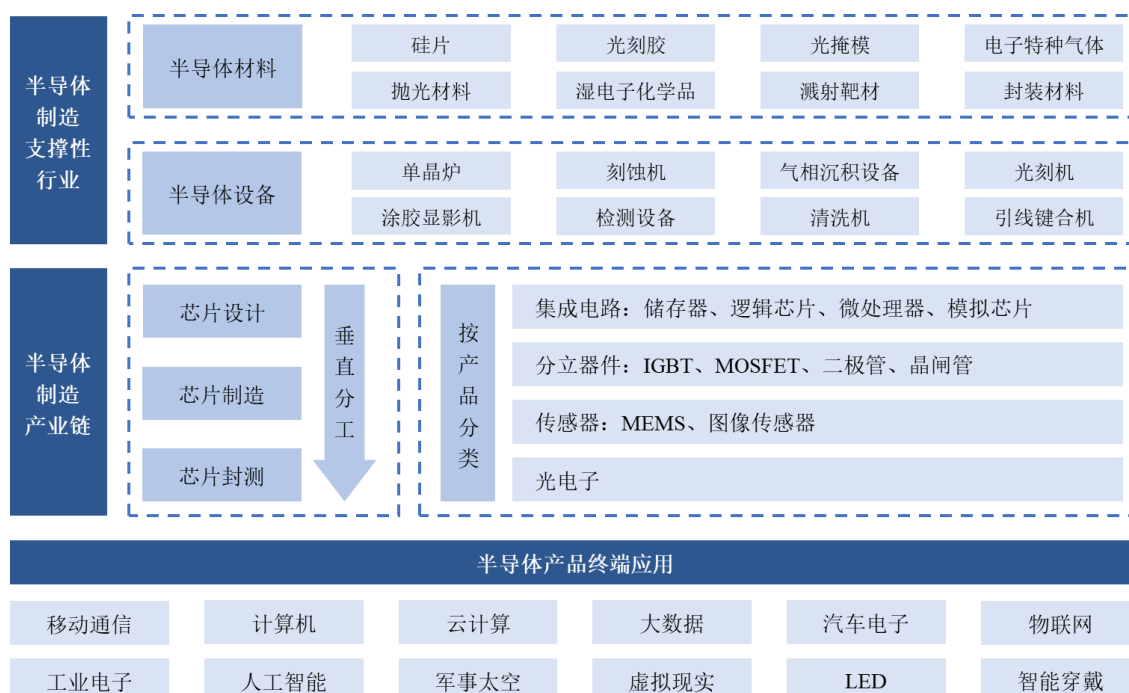 半导体
制造
支撑性
行业
半导体材料
硅片
光刻胶
光掩模
电子特种气体
抛光材料
湿电子化学品
溅射靶材
封装材料
半导体设备
单晶炉
刻蚀机
气相沉积设备
光刻机
涂胶显影机
检测设备
清洗机
引线键合机
半导体
制造
产业链
芯片设计
芯片制造
芯片封测
垂直分工
按产品分类
集成电路：储存器、逻辑芯片、微处理器、模拟芯片
分立器件：IGBT、MOSFET、二极管、晶闸管
传感器：MEMS、图像传感器
光电子
半导体产品终端应用
移动通信
计算机
云计算
大数据
汽车电子
物联网
工业电子
人工智能
军事太空
虚拟现实
LED
智能穿戴